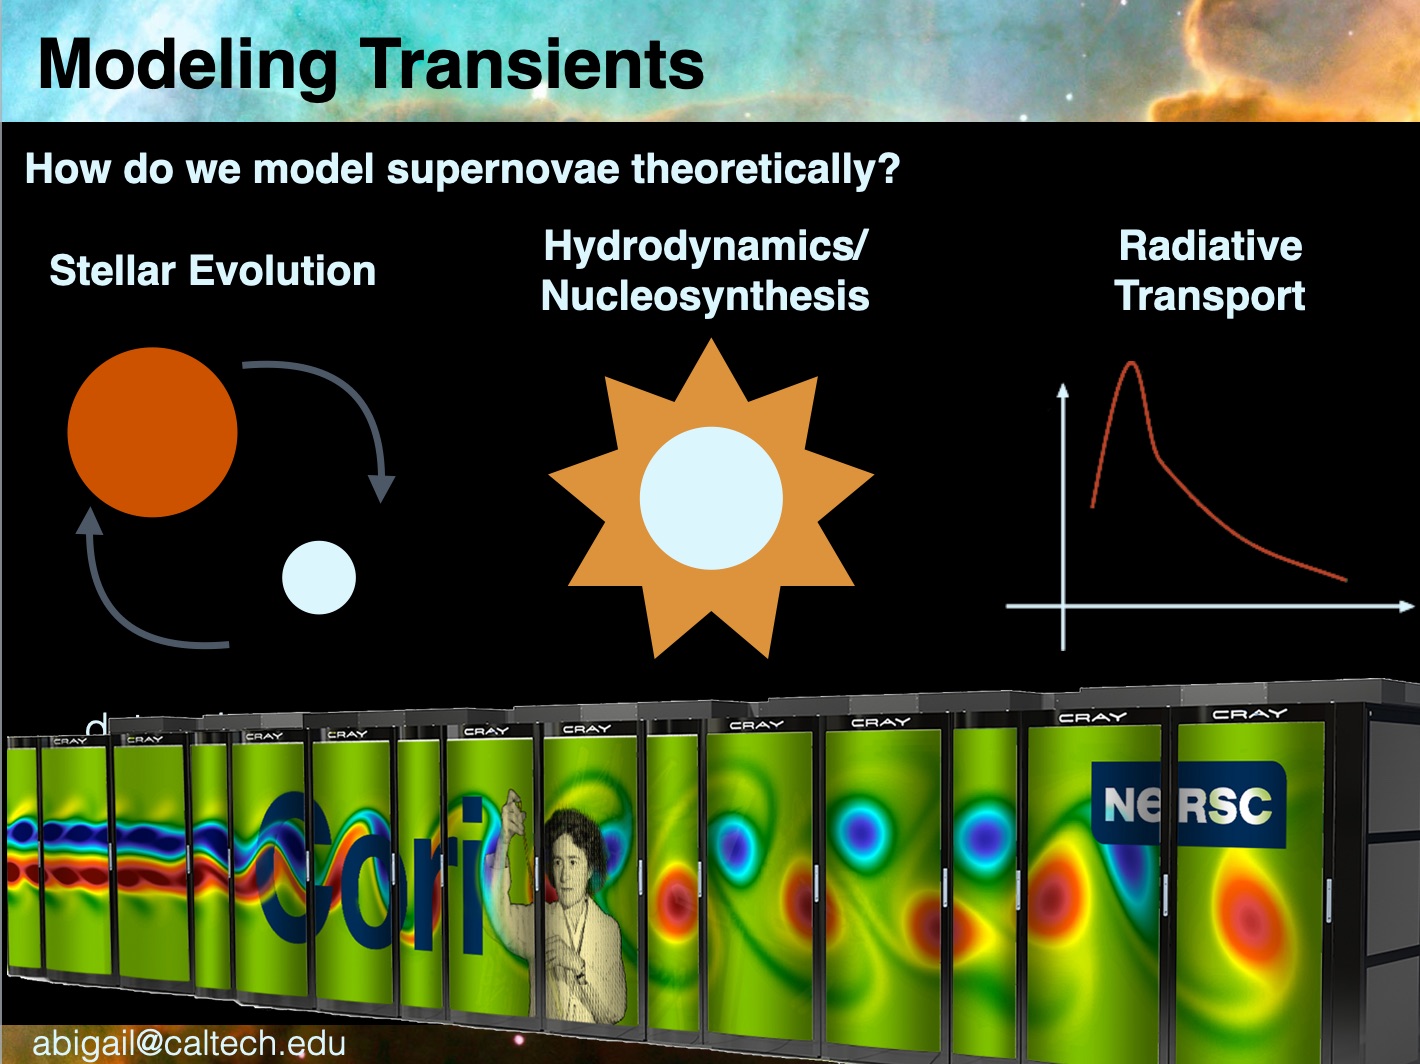 Modeling Transients
How do we model supernovae theoretically?
Stellar Evolution
Hydrodynamics/
Nucleosynthesis
Radiative
Transport
CRAY
CRAY
CRAY
CRAY
CRAY
CRAY
CRAY
CRAY
CRAY
CRAY
Cori
NERSC
abigail@caltech.edu